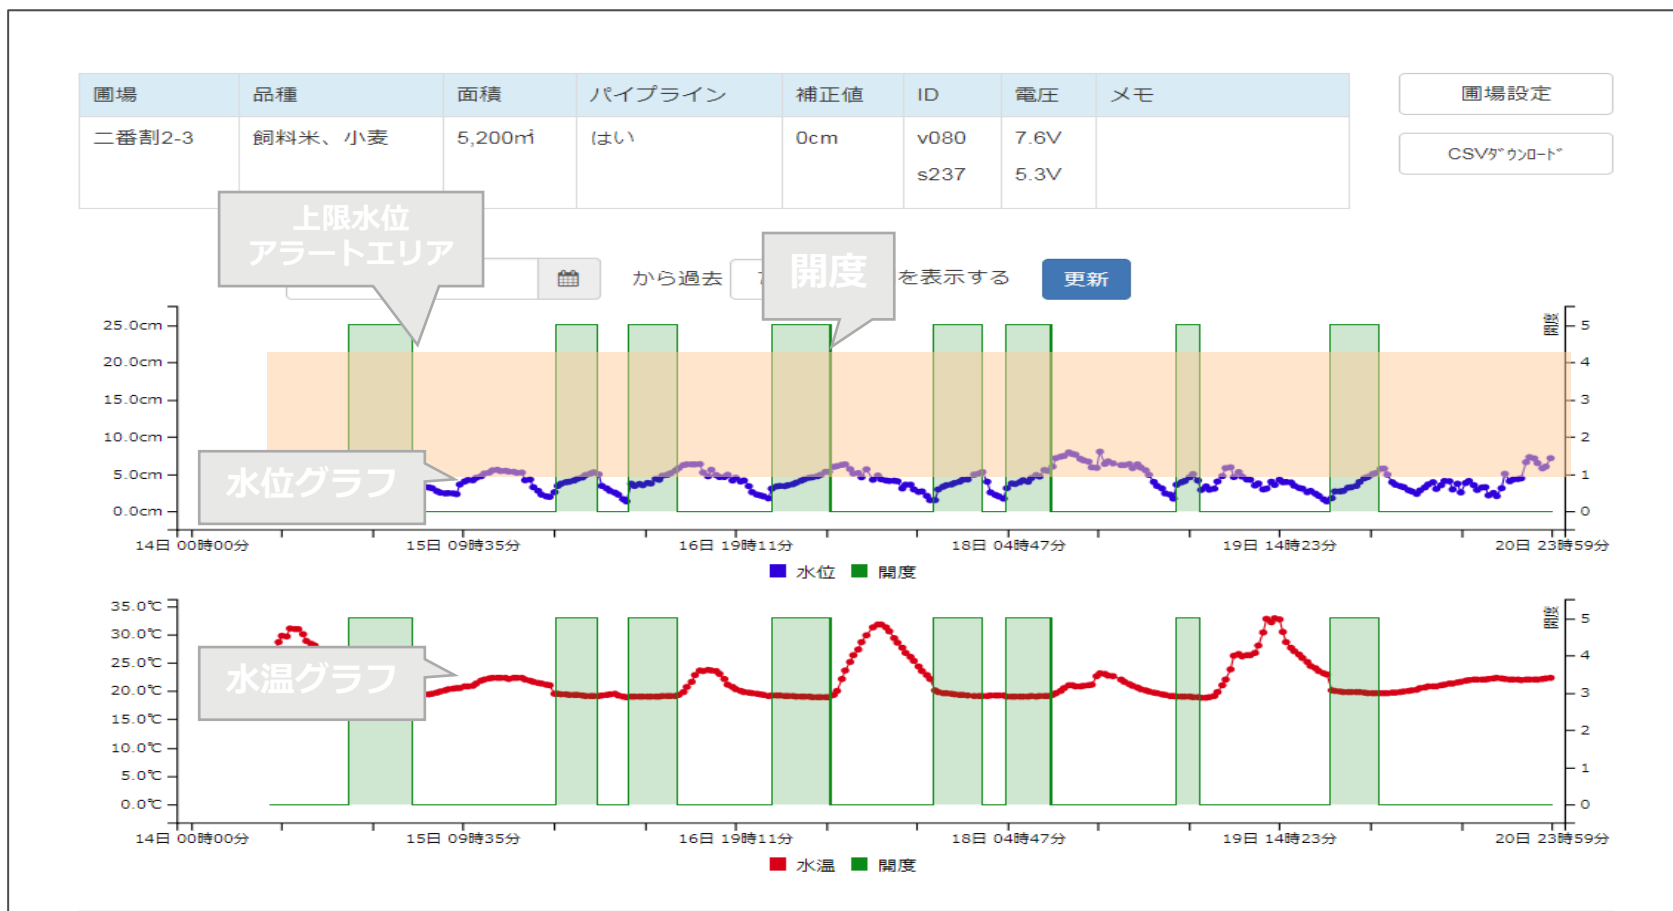 圃場 品種 面積 パイプライン 補正値 ID 電圧 メモ
二番割2-3 飼料米、小麦 5,200㎡ はい 0cm v080 7.6V
s237 5.3V
圃場設定
CSVﾀﾞｳﾝﾛｰﾄﾞ
上限水位
アラートエリア
から過去
開度
を表示する
更新
25.0cm
20.0cm
15.0cm
10.0cm
5.0cm
0.0cm
水位グラフ
開度
5
4
3
2
1
0
14日 00時00分 15日 09時35分 16日 19時11分 18日 04時47分 19日 14時23分 20日 23時59分
水位 開度
35.0℃
30.0℃
25.0℃
20.0℃
15.0℃
10.0℃
5.0℃
0.0℃
水温グラフ
開度
5
4
3
2
1
0
14日 00時00分 15日 09時35分 16日 19時11分 18日 04時47分 19日 14時23分 20日 23時59分
水温 開度